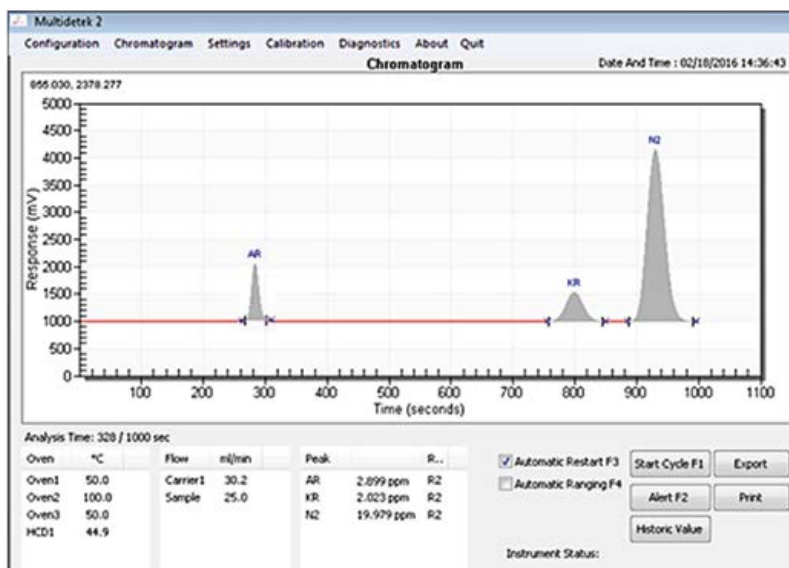 Multidetek 2
Configuration Chromatogram Settings Calibration Diagnostics About Quit
Chromatogram Date And Time : 02/18/2016 14:36:43
855.030, 2378.277
Response (mV)
5000
4500
4000
3500
3000
2500
2000
1500
1000
500
0
AR
KR
N2
100 200 300 400 500 600 700 800 900 1000 1100
Time (seconds)
Analysis Time: 328 / 1000 sec
Oven °C
Oven1 50.0
Oven2 100.0
Oven3 50.0
HCD1 44.9
Flow ml/min
Carrier1 30.2
Sample 25.0
Peak R..
AR 2.899 ppm R2
KR 2.023 ppm R2
N2 19.979 ppm R2
Automatic Restart F3
Automatic Ranging F4
Start Cycle F1 Export
Alert F2 Print
Historic Value
Instrument Status: